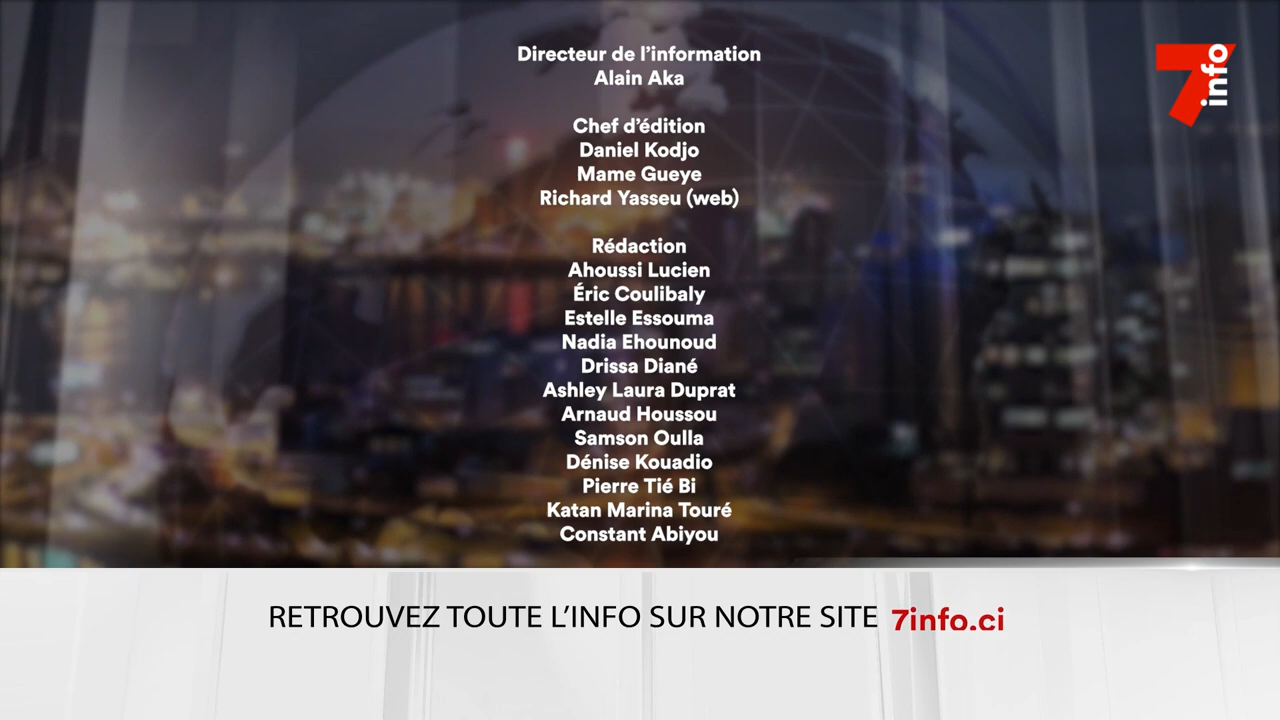 Directeur de l’information
Alain Aka
Chef d’édition
Daniel Kodjo
Mame Gueye
Richard Yasseu (web)
Rédaction
Ahoussi Lucien
Éric Coulibaly
Estelle Essouma
Nadia Ehounoud
Drissa Diané
Ashley Laura Duprat
Arnaud Houssou
Samson Oulla
Dénise Kouadio
Pierre Tié Bi
Katan Marina Touré
Constant Abiyou
7info
RETROUVEZ TOUTE L’INFO SUR NOTRE SITE 7info.ci